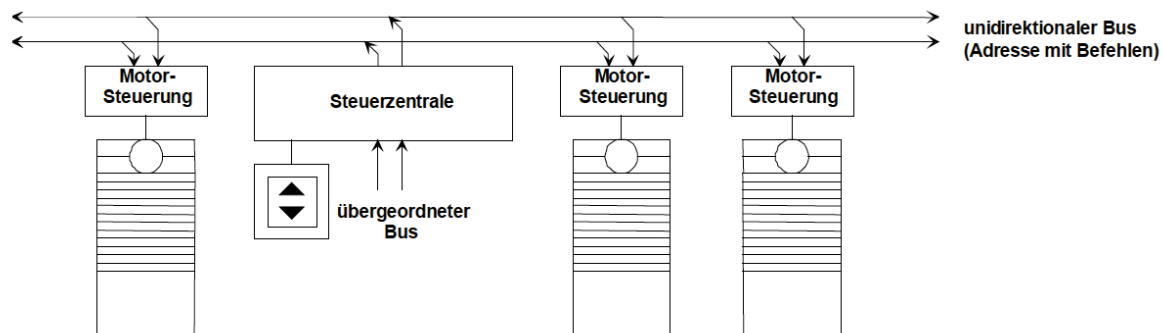 unidirektionaler Bus
(Adresse mit Befehlen)
Motor-
Steuerung
Steuerzentrale
Motor-
Steuerung
Motor-
Steuerung
übergeordneter
Bus